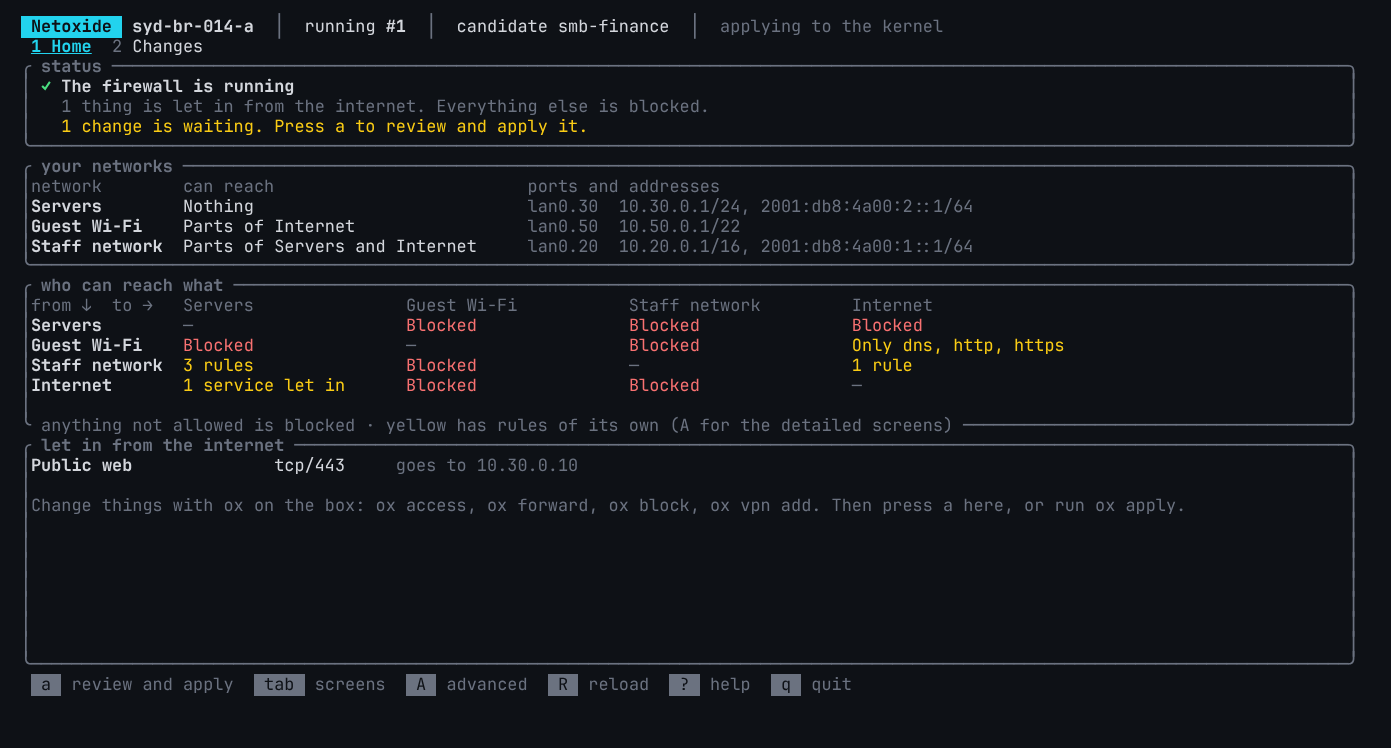 Netoxide syd-br-014-a │ running #1 │ candidate smb-finance │ applying to the kernel
1 Home 2 Changes
status
✓ The firewall is running
1 thing is let in from the internet. Everything else is blocked.
1 change is waiting. Press a to review and apply it.
your networks
network can reach ports and addresses
Servers Nothing lan0.30 10.30.0.1/24, 2001:db8:4a00:2::1/64
Guest Wi-Fi Parts of Internet lan0.50 10.50.0.1/22
Staff network Parts of Servers and Internet lan0.20 10.20.0.1/16, 2001:db8:4a00:1::1/64
who can reach what
from ↓ to → Servers Guest Wi-Fi Staff network Internet
Servers — Blocked Blocked Blocked
Guest Wi-Fi Blocked — Blocked Only dns, http, https
Staff network 3 rules Blocked — 1 rule
Internet 1 service let in Blocked Blocked —
anything not allowed is blocked · yellow has rules of its own (A for the detailed screens)
let in from the internet
Public web tcp/443 goes to 10.30.0.10
Change things with ox on the box: ox access, ox forward, ox block, ox vpn add. Then press a here, or run ox apply.
a review and apply tab screens A advanced R reload ? help q quit